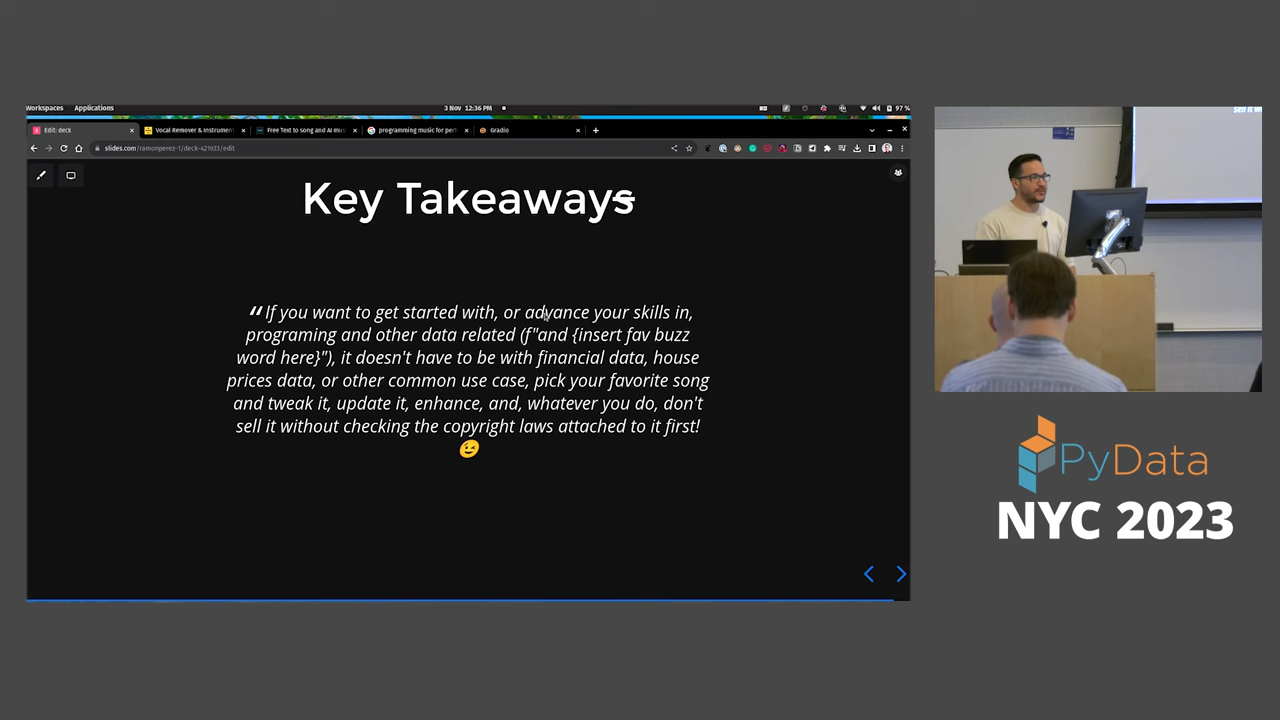 Workspaces Applications 3 Nov 12:36 PM 97 %
Edit: deck Vocal Remover & Instrument Free Text to song and AI mus programming music for perf Gradio
slides.com/ramonperez-1/deck-421933/edit
Key Takeaways
“If you want to get started with, or advance your skills in,
programing and other data related (f"and {insert fav buzz
word here}"), it doesn't have to be with financial data, house
prices data, or other common use case, pick your favorite song
and tweak it, update it, enhance, and, whatever you do, don't
sell it without checking the copyright laws attached to it first!
😉
PyData
NYC 2023